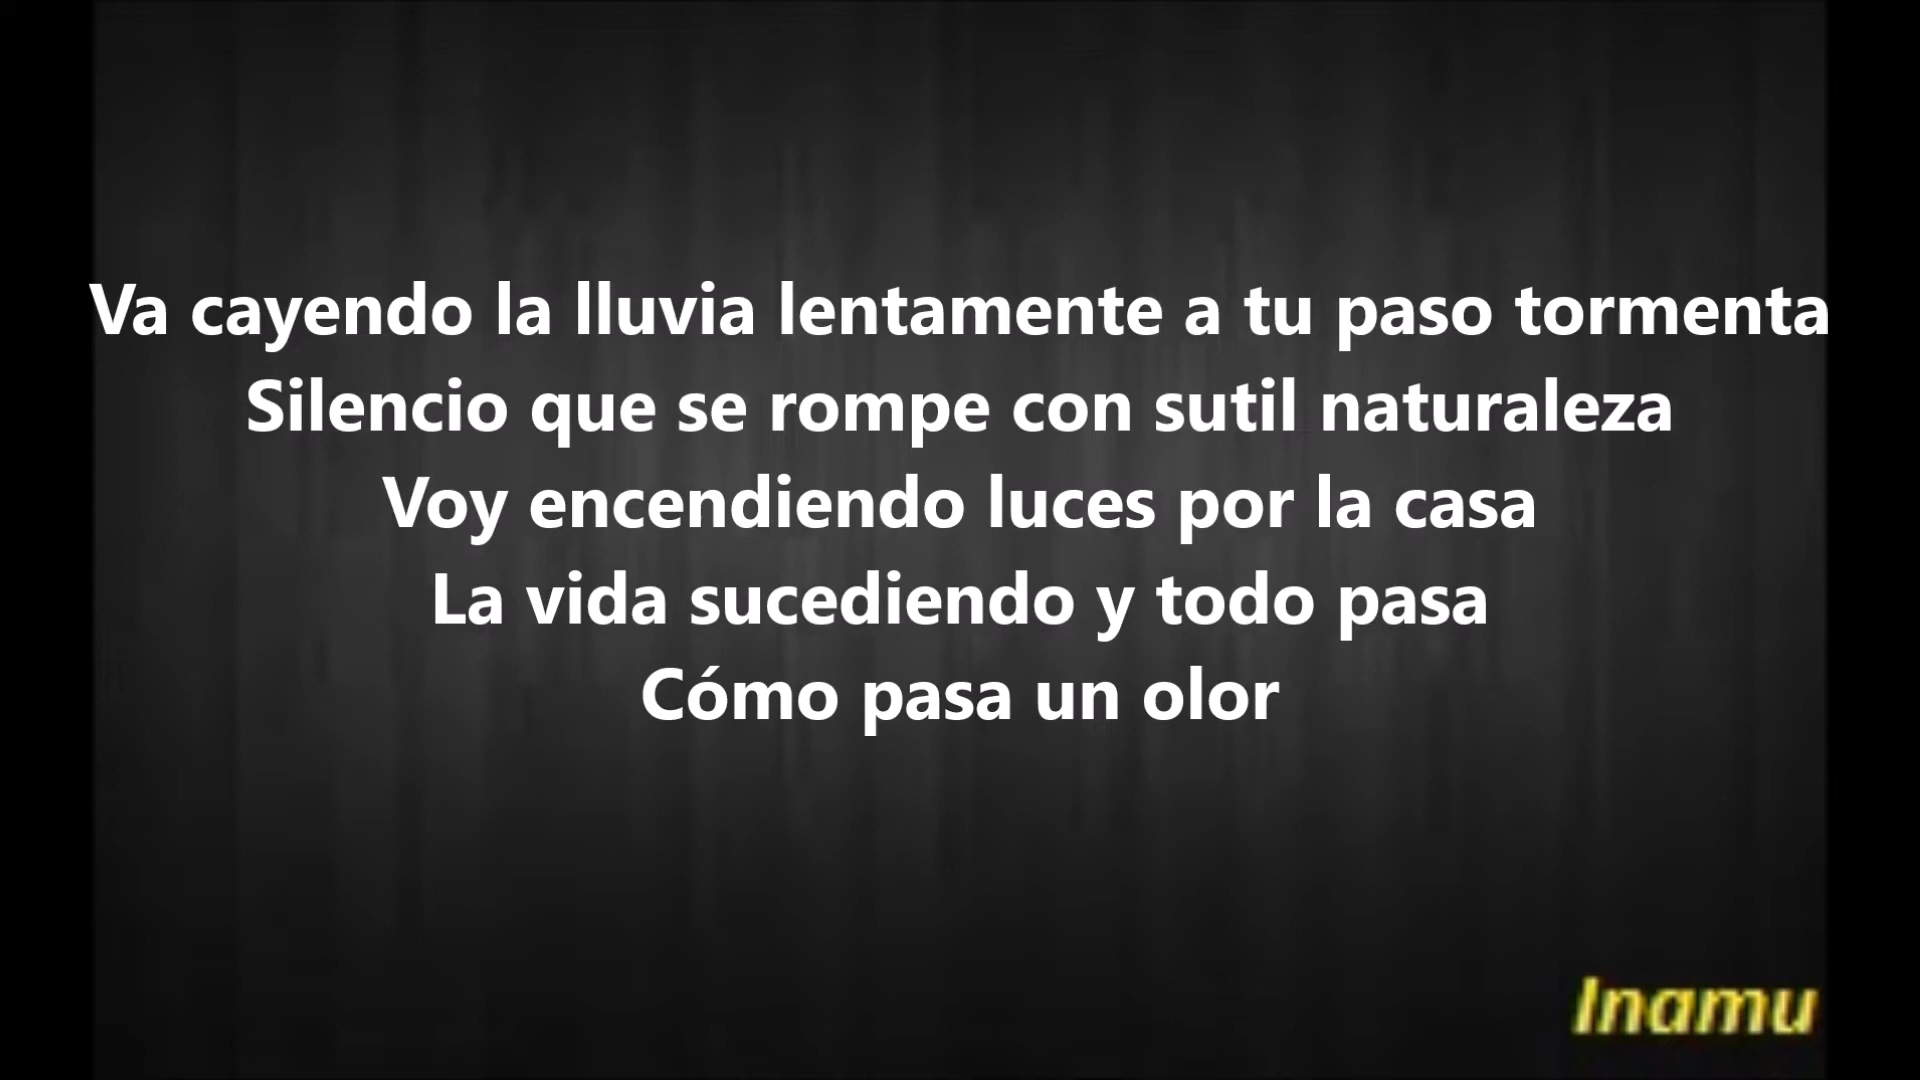 Va cayendo la lluvia lentamente a tu paso tormenta
Silencio que se rompe con sutil naturaleza
Voy encendiendo luces por la casa
La vida sucediendo y todo pasa
Cómo pasa un olor
Inamu